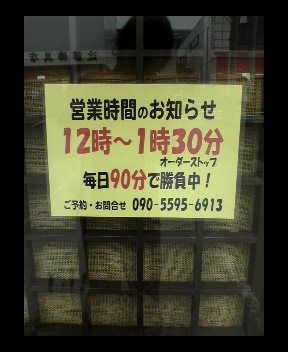 営業時間のお知らせ
12時～1時30分
オーダーストップ
毎日90分で勝負中！
ご予約・お問合せ 090-5595-6913